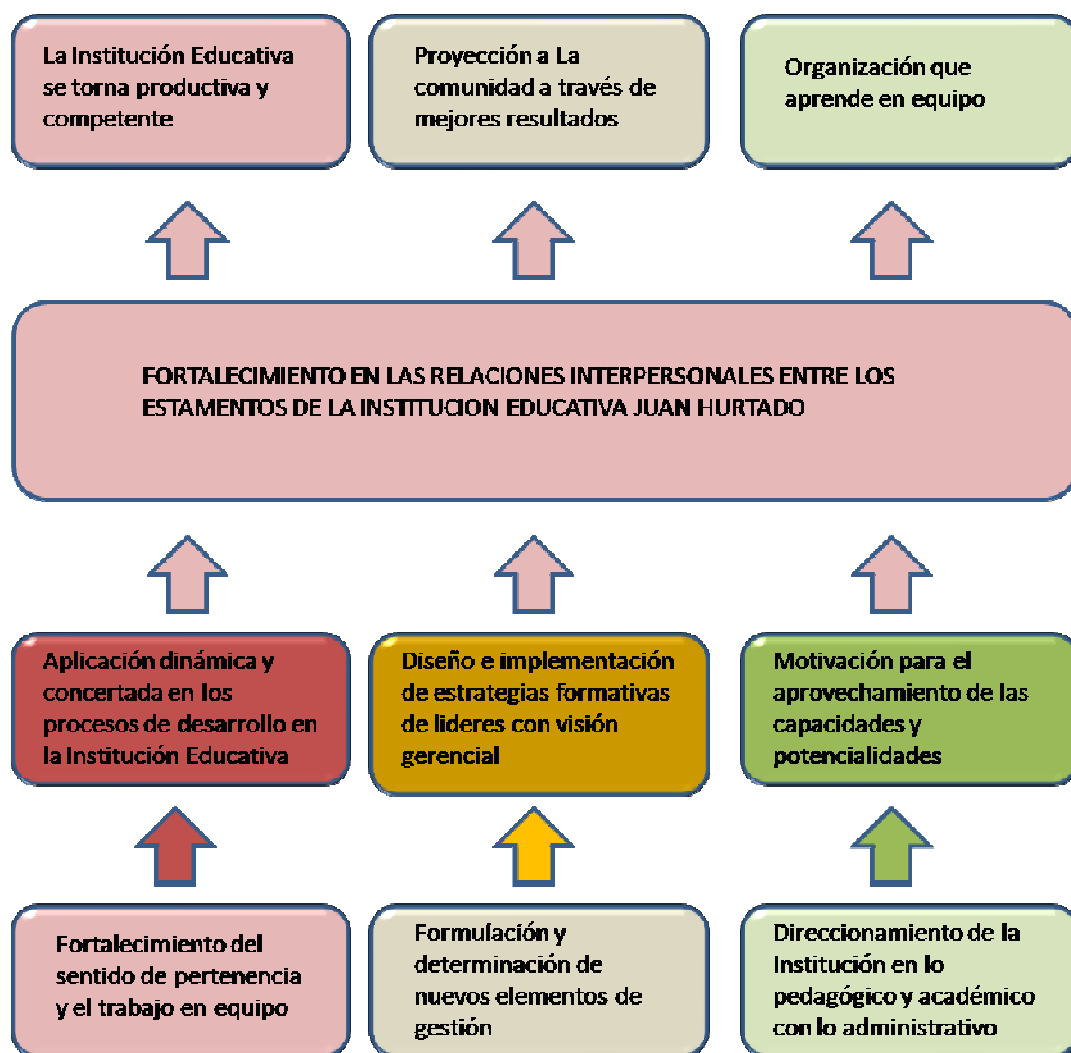 La Institución Educativa
se torna productiva y
competente
Proyección a La
comunidad a través de
mejores resultados
Organización que
aprende en equipo
FORTALECIMIENTO EN LAS RELACIONES INTERPERSONALES ENTRE LOS
ESTAMENTOS DE LA INSTITUCION EDUCATIVA JUAN HURTADO
Aplicación dinámica y
concertada en los
procesos de desarrollo en
la Institución Educativa
Diseño e implementación
de estrategias formativas
de lideres con visión
gerencial
Motivación para el
aprovechamiento de las
capacidades y
potencialidades
Fortalecimiento del
sentido de pertenencia
y el trabajo en equipo
Formulación y
determinación de
nuevos elementos de
gestión
Direccionamiento de la
Institución en lo
pedagógico y académico
con lo administrativo